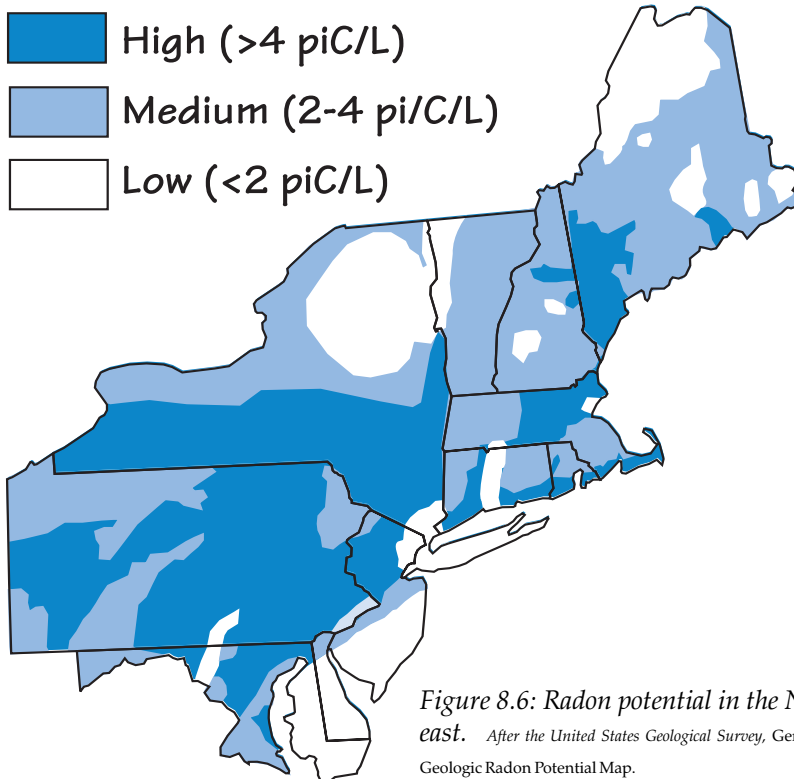 High (>4 piC/L)
Medium (2-4 pi/C/L)
Low (<2 piC/L)
Figure 8.6: Radon potential in the N
east. After the United States Geological Survey, Ger
Geologic Radon Potential Map.